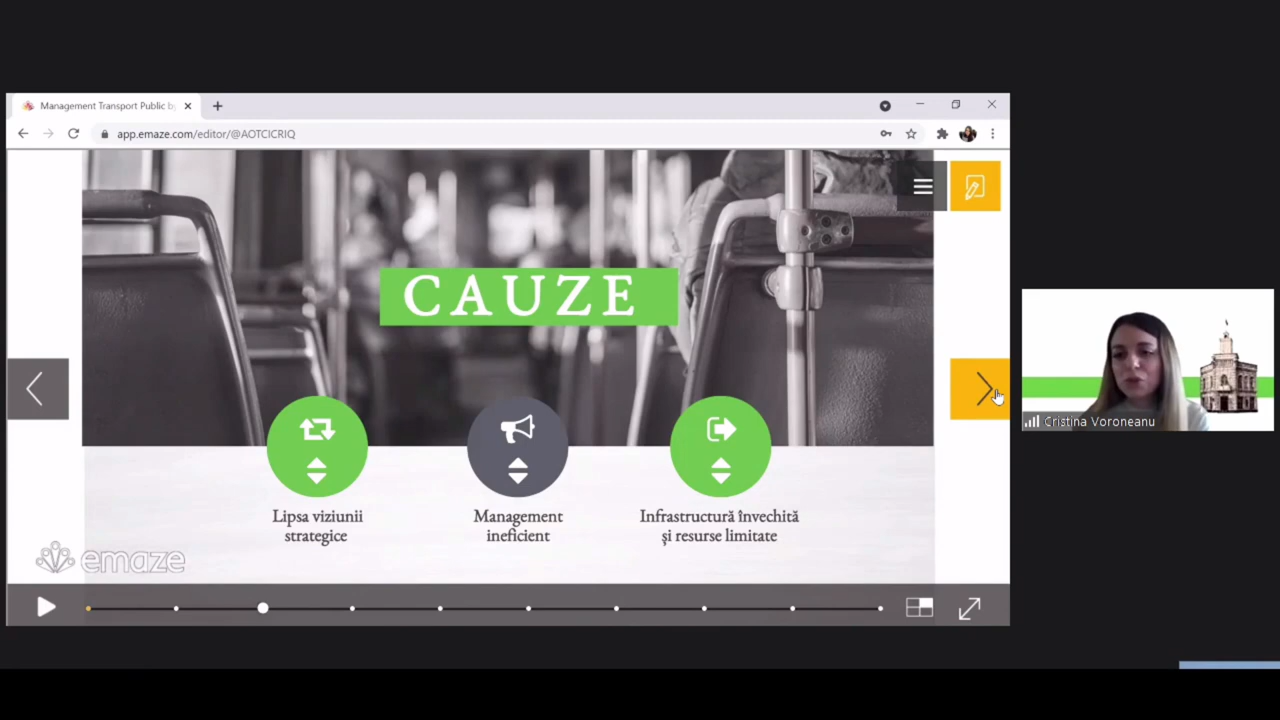 Management Transport Public by
app.emaze.com/editor/@AOTCICRIQ
CAUZE
Lipsa viziunii
strategice
Management
ineficient
Infrastructură învechită
și resurse limitate
emaze
Cristina Voroneanu